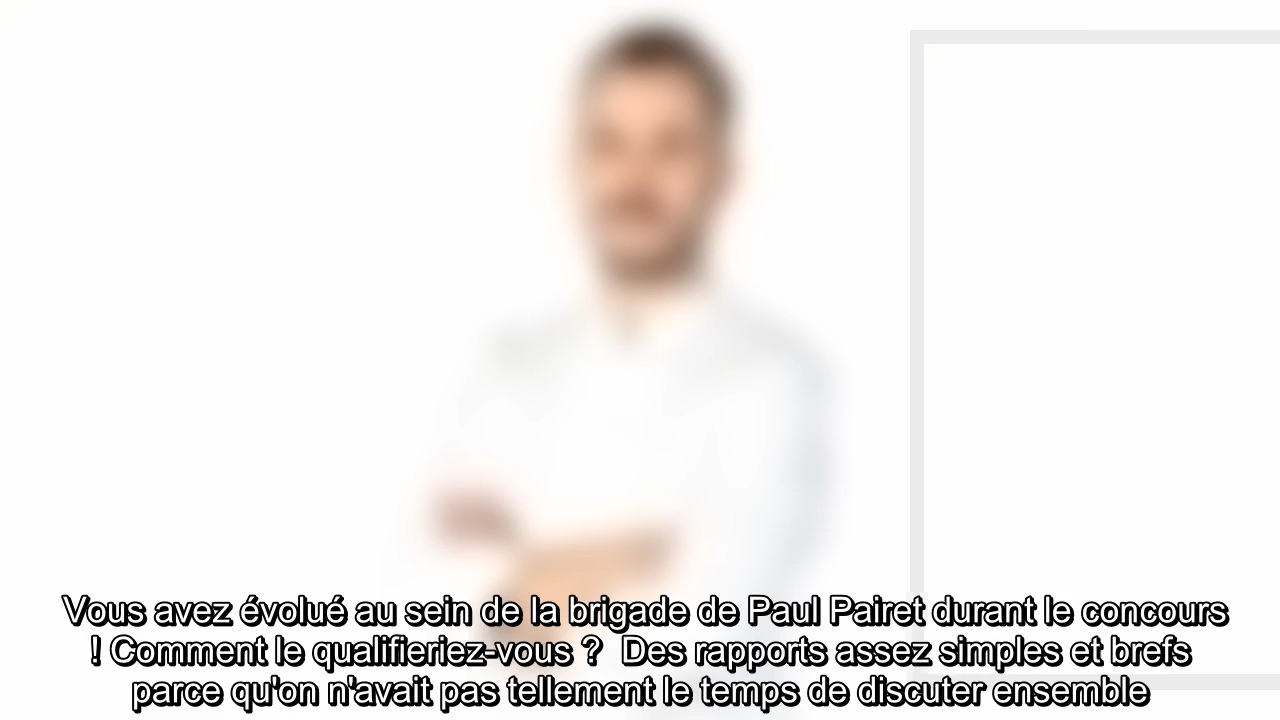 Vous avez évolué au sein de la brigade de Paul Pairet durant le concours
! Comment le qualifieriez-vous ?  Des rapports assez simples et brefs
parce qu'on n'avait pas tellement le temps de discuter ensemble